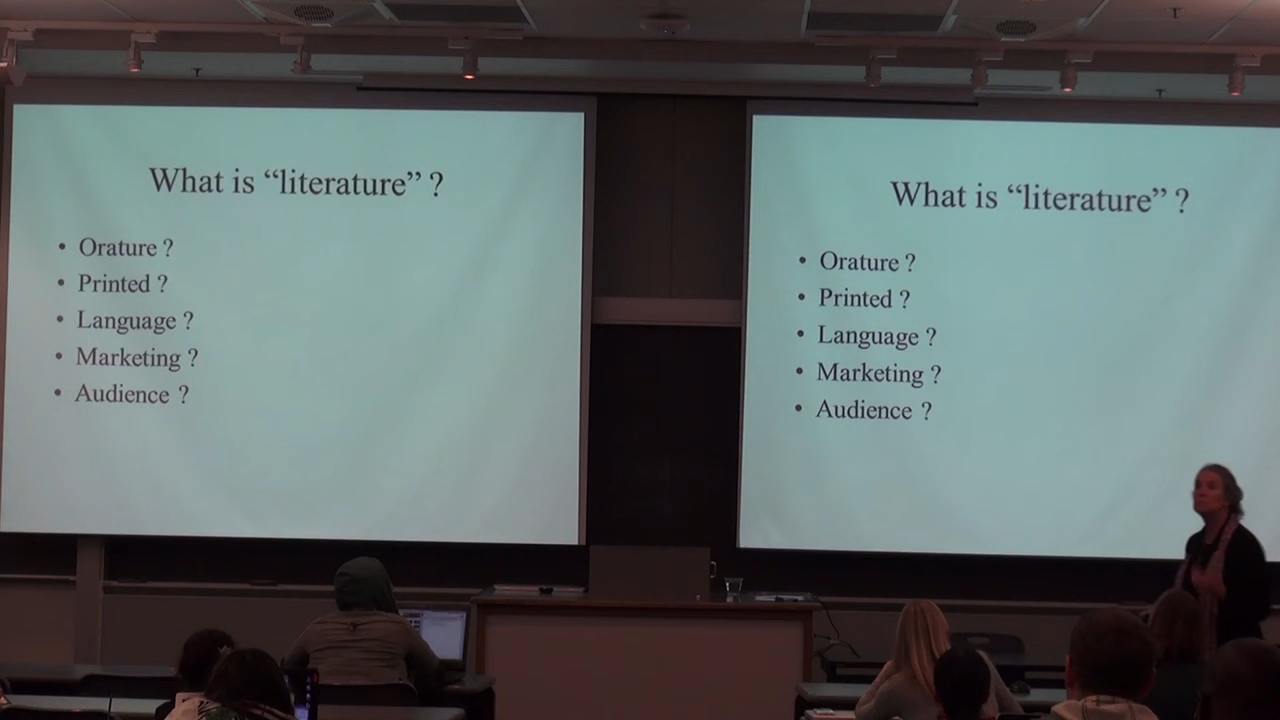 What is “literature” ?
• Orature ?
• Printed ?
• Language ?
• Marketing ?
• Audience ?
What is “literature” ?
• Orature ?
• Printed ?
• Language ?
• Marketing ?
• Audience ?